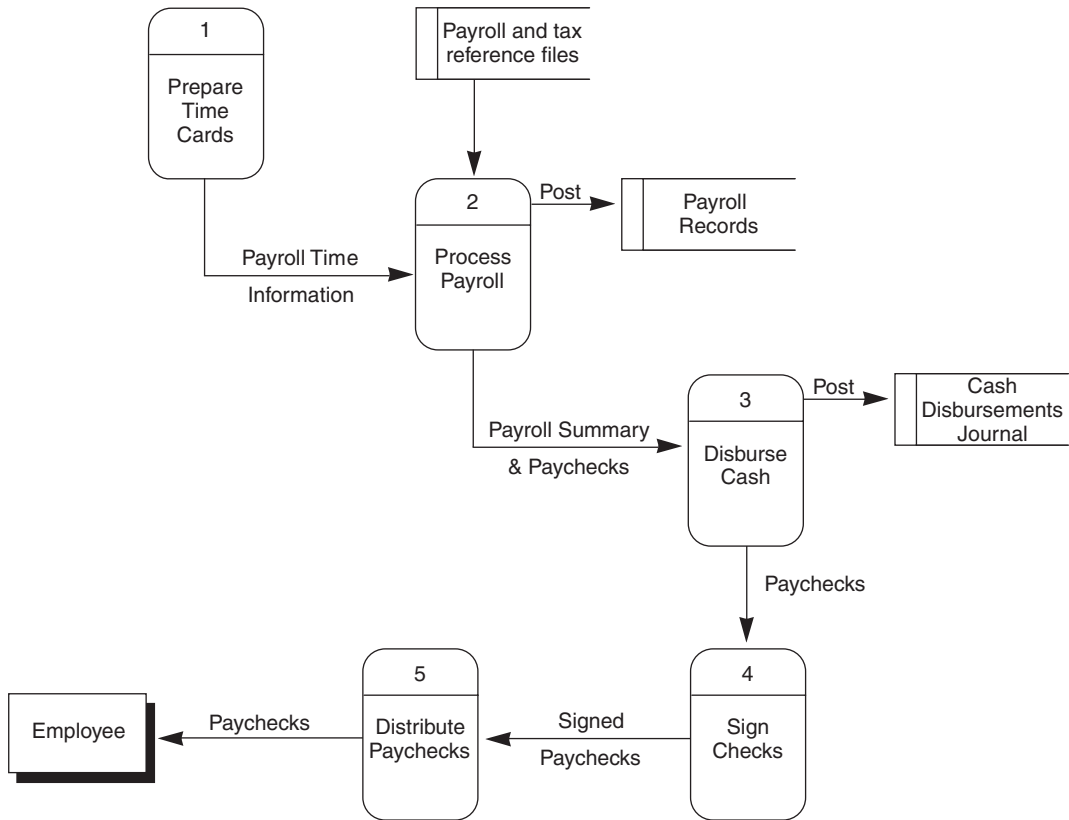 1
Prepare
Time
Cards
Payroll and tax
reference files
2
Process
Payroll
Post
Payroll
Records
Payroll Time
Information
3
Disburse
Cash
Post
Cash
Disbursements
Journal
Payroll Summary
& Paychecks
Paychecks
4
Sign
Checks
Signed
Paychecks
5
Distribute
Paychecks
Paychecks
Employee